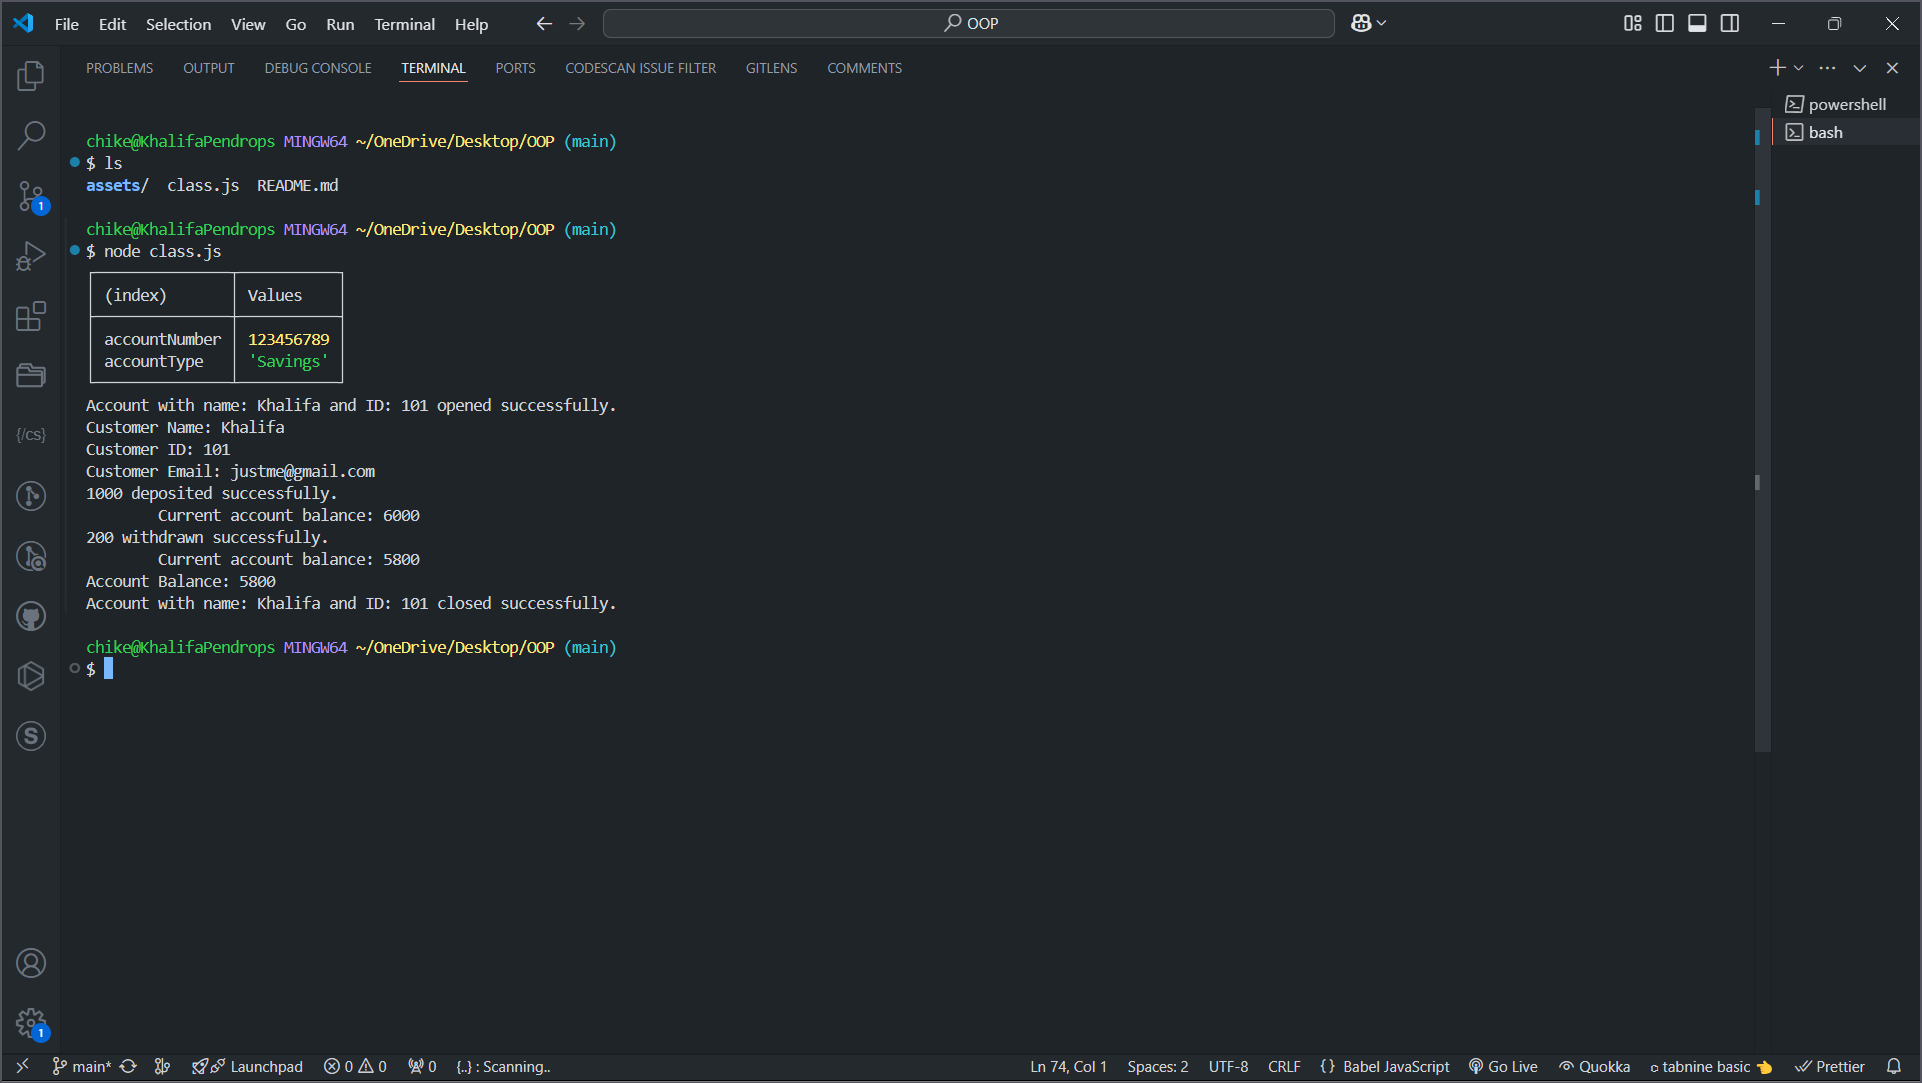 File Edit Selection View Go Run Terminal Help
OOP
PROBLEMS OUTPUT DEBUG CONSOLE TERMINAL PORTS CODESCAN ISSUE FILTER GITLENS COMMENTS
powershell
bash
chike@KhalifaPendrops MINGW64 ~/OneDrive/Desktop/OOP (main)
$ ls
assets/ class.js README.md
chike@KhalifaPendrops MINGW64 ~/OneDrive/Desktop/OOP (main)
$ node class.js
(index) Values
accountNumber 123456789
accountType 'Savings'
Account with name: Khalifa and ID: 101 opened successfully.
Customer Name: Khalifa
Customer ID: 101
Customer Email: justme@gmail.com
1000 deposited successfully.
Current account balance: 6000
200 withdrawn successfully.
Current account balance: 5800
Account Balance: 5800
Account with name: Khalifa and ID: 101 closed successfully.
chike@KhalifaPendrops MINGW64 ~/OneDrive/Desktop/OOP (main)
$
1
{/cs}
S
1
main* Launchpad 0 0 0 {..} : Scanning.. Ln 74, Col 1 Spaces: 2 UTF-8 CRLF {} Babel JavaScript Go Live Quokka tabnine basic Prettier